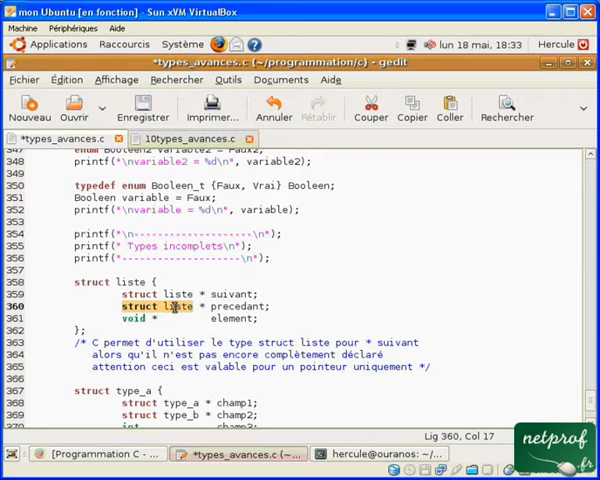 mon Ubuntu [en fonction] - Sun xVM VirtualBox
Machine Périphériques Aide
Applications Raccourcis Système lun 18 mai, 18:33 Hercule
*types_avances.c (~/programmation/c) - gedit
Fichier Édition Affichage Rechercher Outils Documents Aide
Nouveau Ouvrir Enregistrer Imprimer... Annuler Rétablir Couper Copier Coller Rechercher
*types_avances.c 10types_avances.c
347 enum Booleen2 variable2 = Faux2;
348 printf("\nvariable2 = %d\n", variable2);
349
350 typedef enum Booleen_t {Faux, Vrai} Booleen;
351 Booleen variable = Faux;
352 printf("\nvariable = %d\n", variable);
353
354 printf("\n--------------------\n");
355 printf(" Types incomplets\n");
356 printf("--------------------\n");
357
358 struct liste {
359 struct liste * suivant;
360 struct liste * precedant;
361 void * element;
362 };
363 /* C permet d'utiliser le type struct liste pour * suivant
364 alors qu'il n'est pas encore complètement déclaré
365 attention ceci est valable pour un pointeur uniquement */
366
367 struct type_a {
368 struct type_a * champ1;
369 struct type_b * champ2;
370 int champ3;
Lig 360, Col 17 INS
[Programmation C - ... *types_avances.c (~... hercule@ouranos: ~/...
netprof
.fr